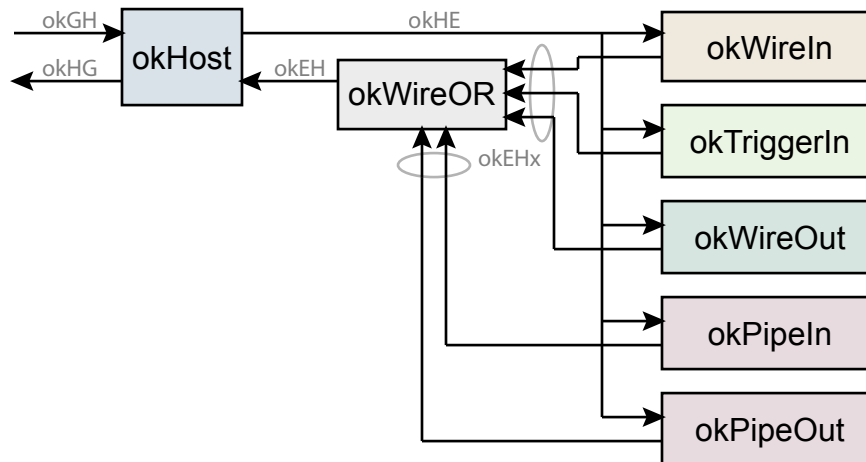 okGH
okHE
okHost
okWireIn
okHG
okEH
okWireOR
okTriggerIn
okEHx
okWireOut
okPipeIn
okPipeOut